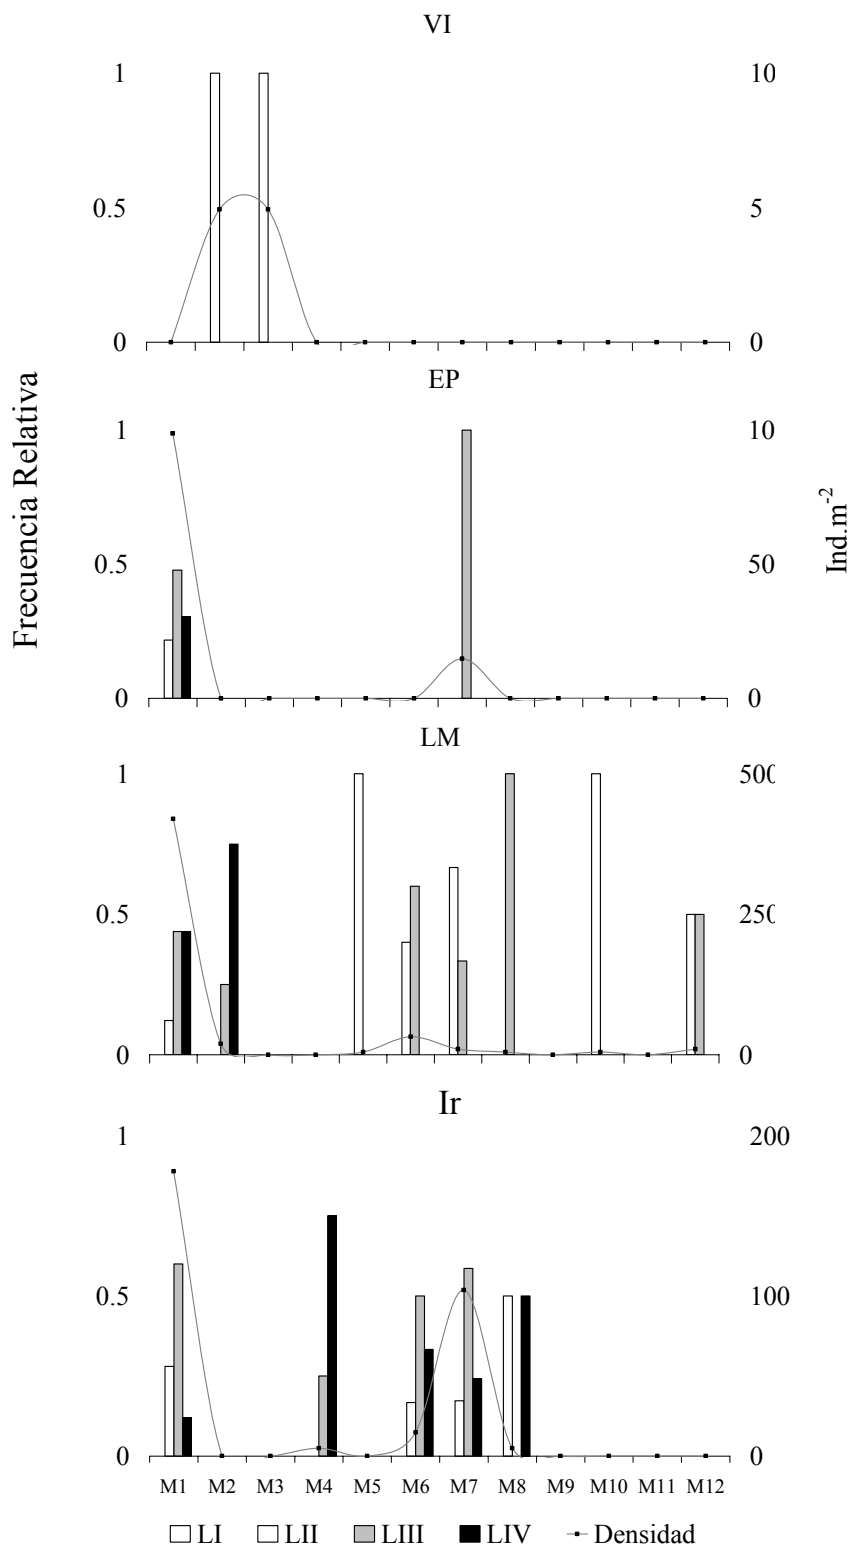 VI
1 10
0.5 5
0 0
EP
1 10
0.5 50
0 0
LM
1 500
0.5 250
0 0
Ir
1 200
0.5 100
0 0
M1 M2 M3 M4 M5 M6 M7 M8 M9 M10 M11 M12
LI LII LIII LIV Densidad
Frecuencia Relativa
Ind.m⁻²